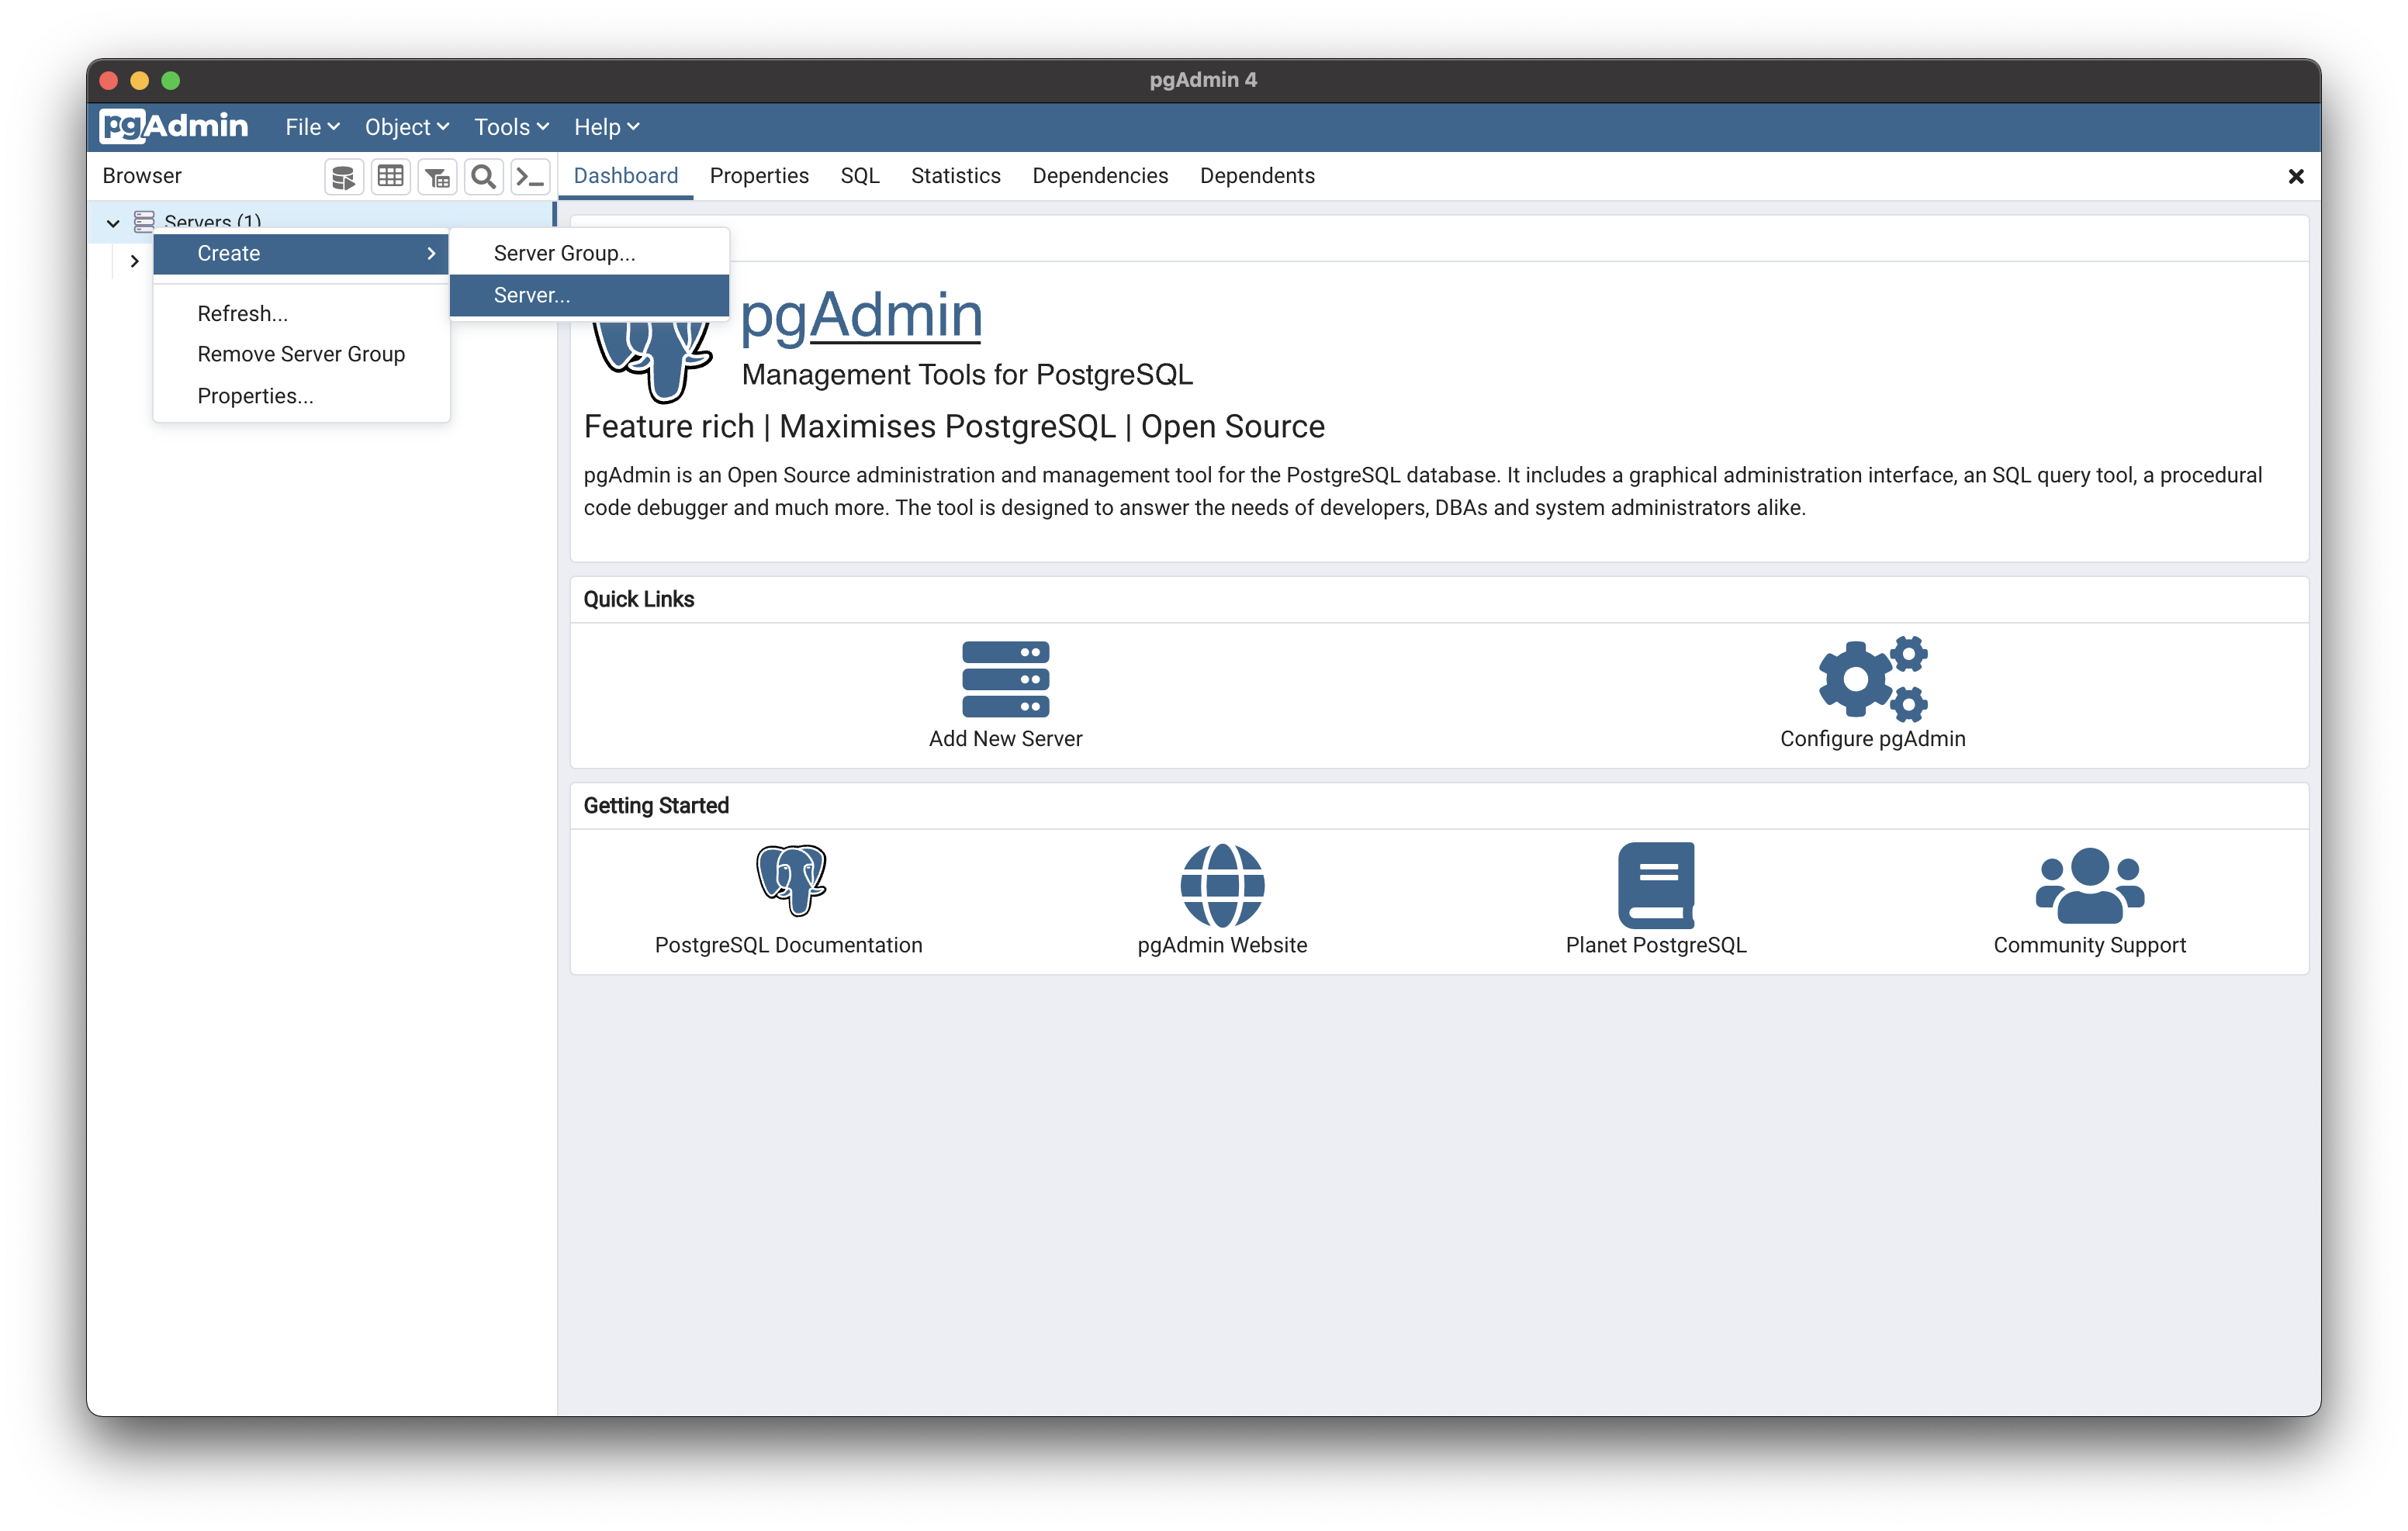 pgAdmin 4
pgAdmin File Object Tools Help
Browser Dashboard Properties SQL Statistics Dependencies Dependents
Servers (1)
Create
Server Group...
Server...
Refresh...
Remove Server Group
Properties...
pgAdmin
Management Tools for PostgreSQL
Feature rich | Maximises PostgreSQL | Open Source
pgAdmin is an Open Source administration and management tool for the PostgreSQL database. It includes a graphical administration interface, an SQL query tool, a procedural
code debugger and much more. The tool is designed to answer the needs of developers, DBAs and system administrators alike.
Quick Links
Add New Server
Configure pgAdmin
Getting Started
PostgreSQL Documentation
pgAdmin Website
Planet PostgreSQL
Community Support